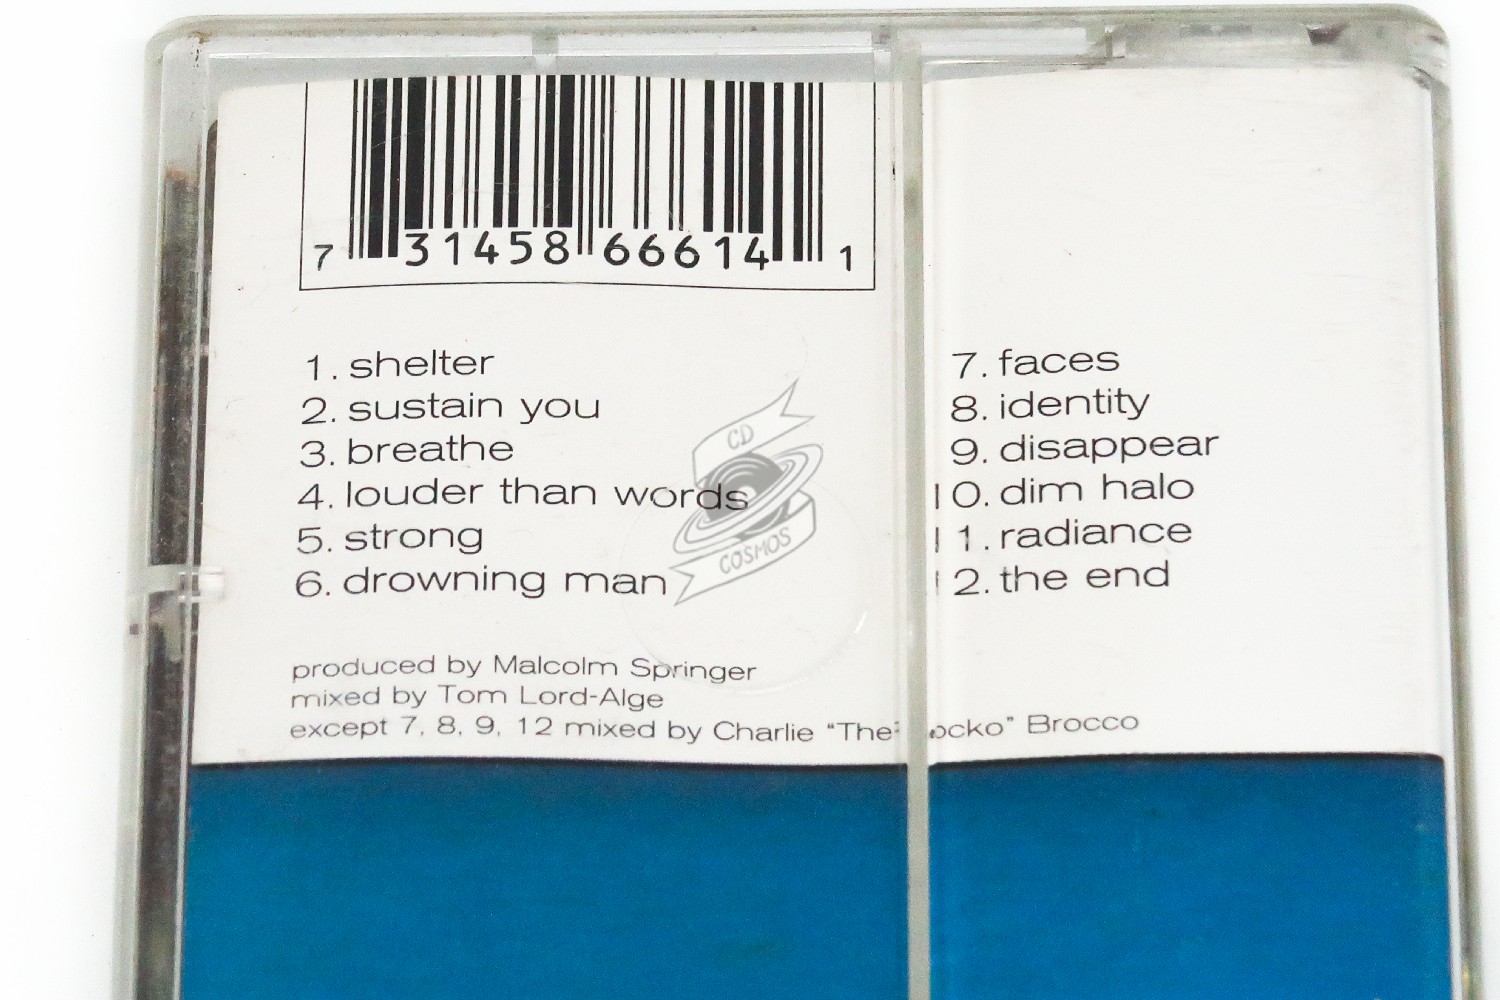 7 31458 66614 1
1. shelter
2. sustain you
3. breathe
4. louder than words
5. strong
6. drowning man
7. faces
8. identity
9. disappear
10. dim halo
11. radiance
12. the end
produced by Malcolm Springer
mixed by Tom Lord-Alge
except 7, 8, 9, 12 mixed by Charlie "The Brocco
CD
COSMOS